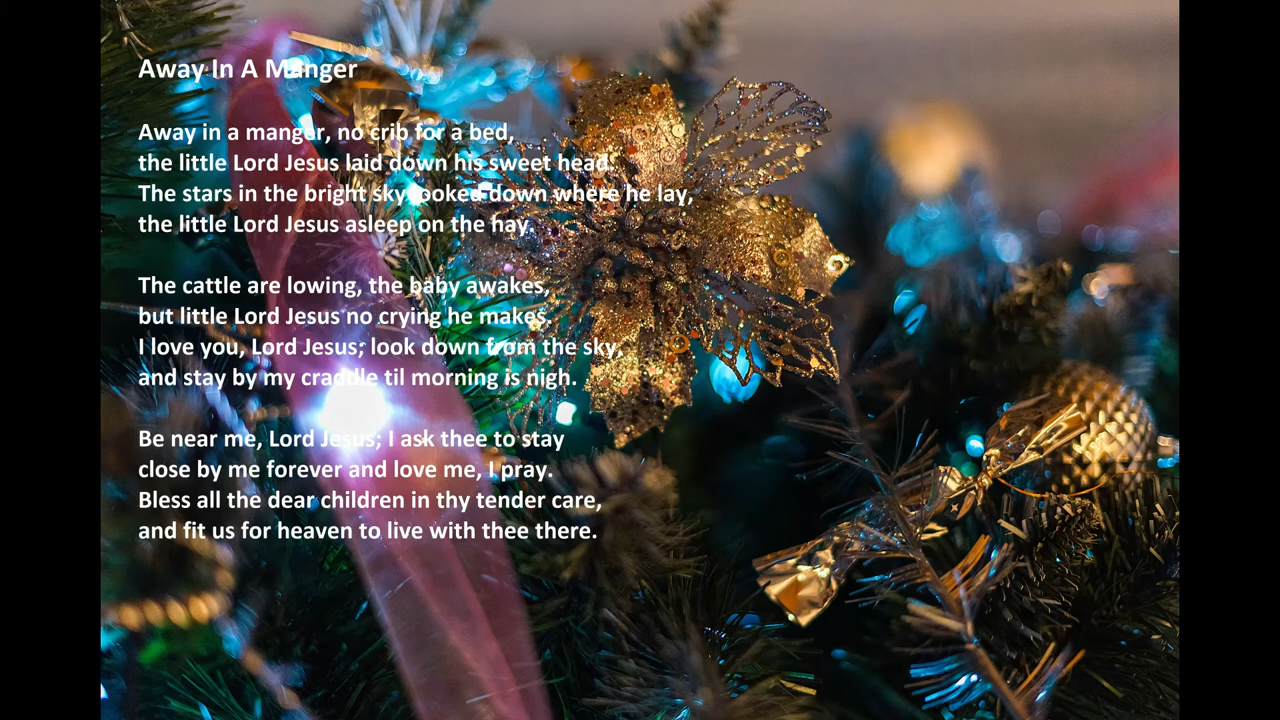 Away In A Manger
Away in a manger, no crib for a bed,
the little Lord Jesus laid down his sweet head.
The stars in the bright sky looked down where he lay,
the little Lord Jesus asleep on the hay.
The cattle are lowing, the baby awakes,
but little Lord Jesus no crying he makes.
I love you, Lord Jesus; look down from the sky,
and stay by my craddle til morning is nigh.
Be near me, Lord Jesus; I ask thee to stay
close by me forever and love me, I pray.
Bless all the dear children in thy tender care,
and fit us for heaven to live with thee there.